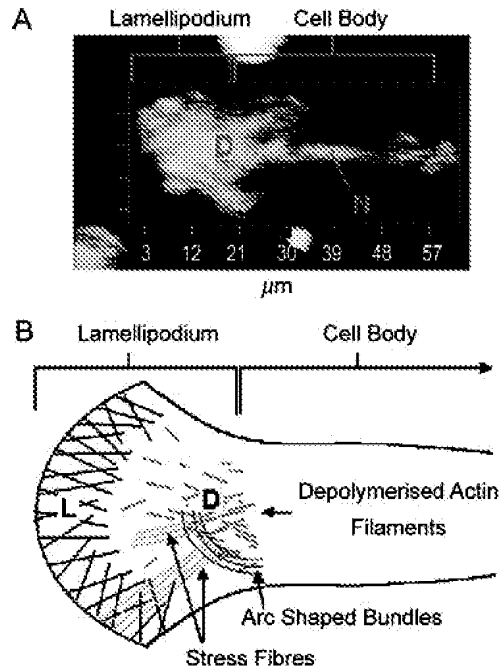 A
Lamellipodium Cell Body
D
N
3 12 21 30 39 48 57
µm
B
Lamellipodium Cell Body
L D
Depolymerised Actin
Filaments
Arc Shaped Bundles
Stress Fibres